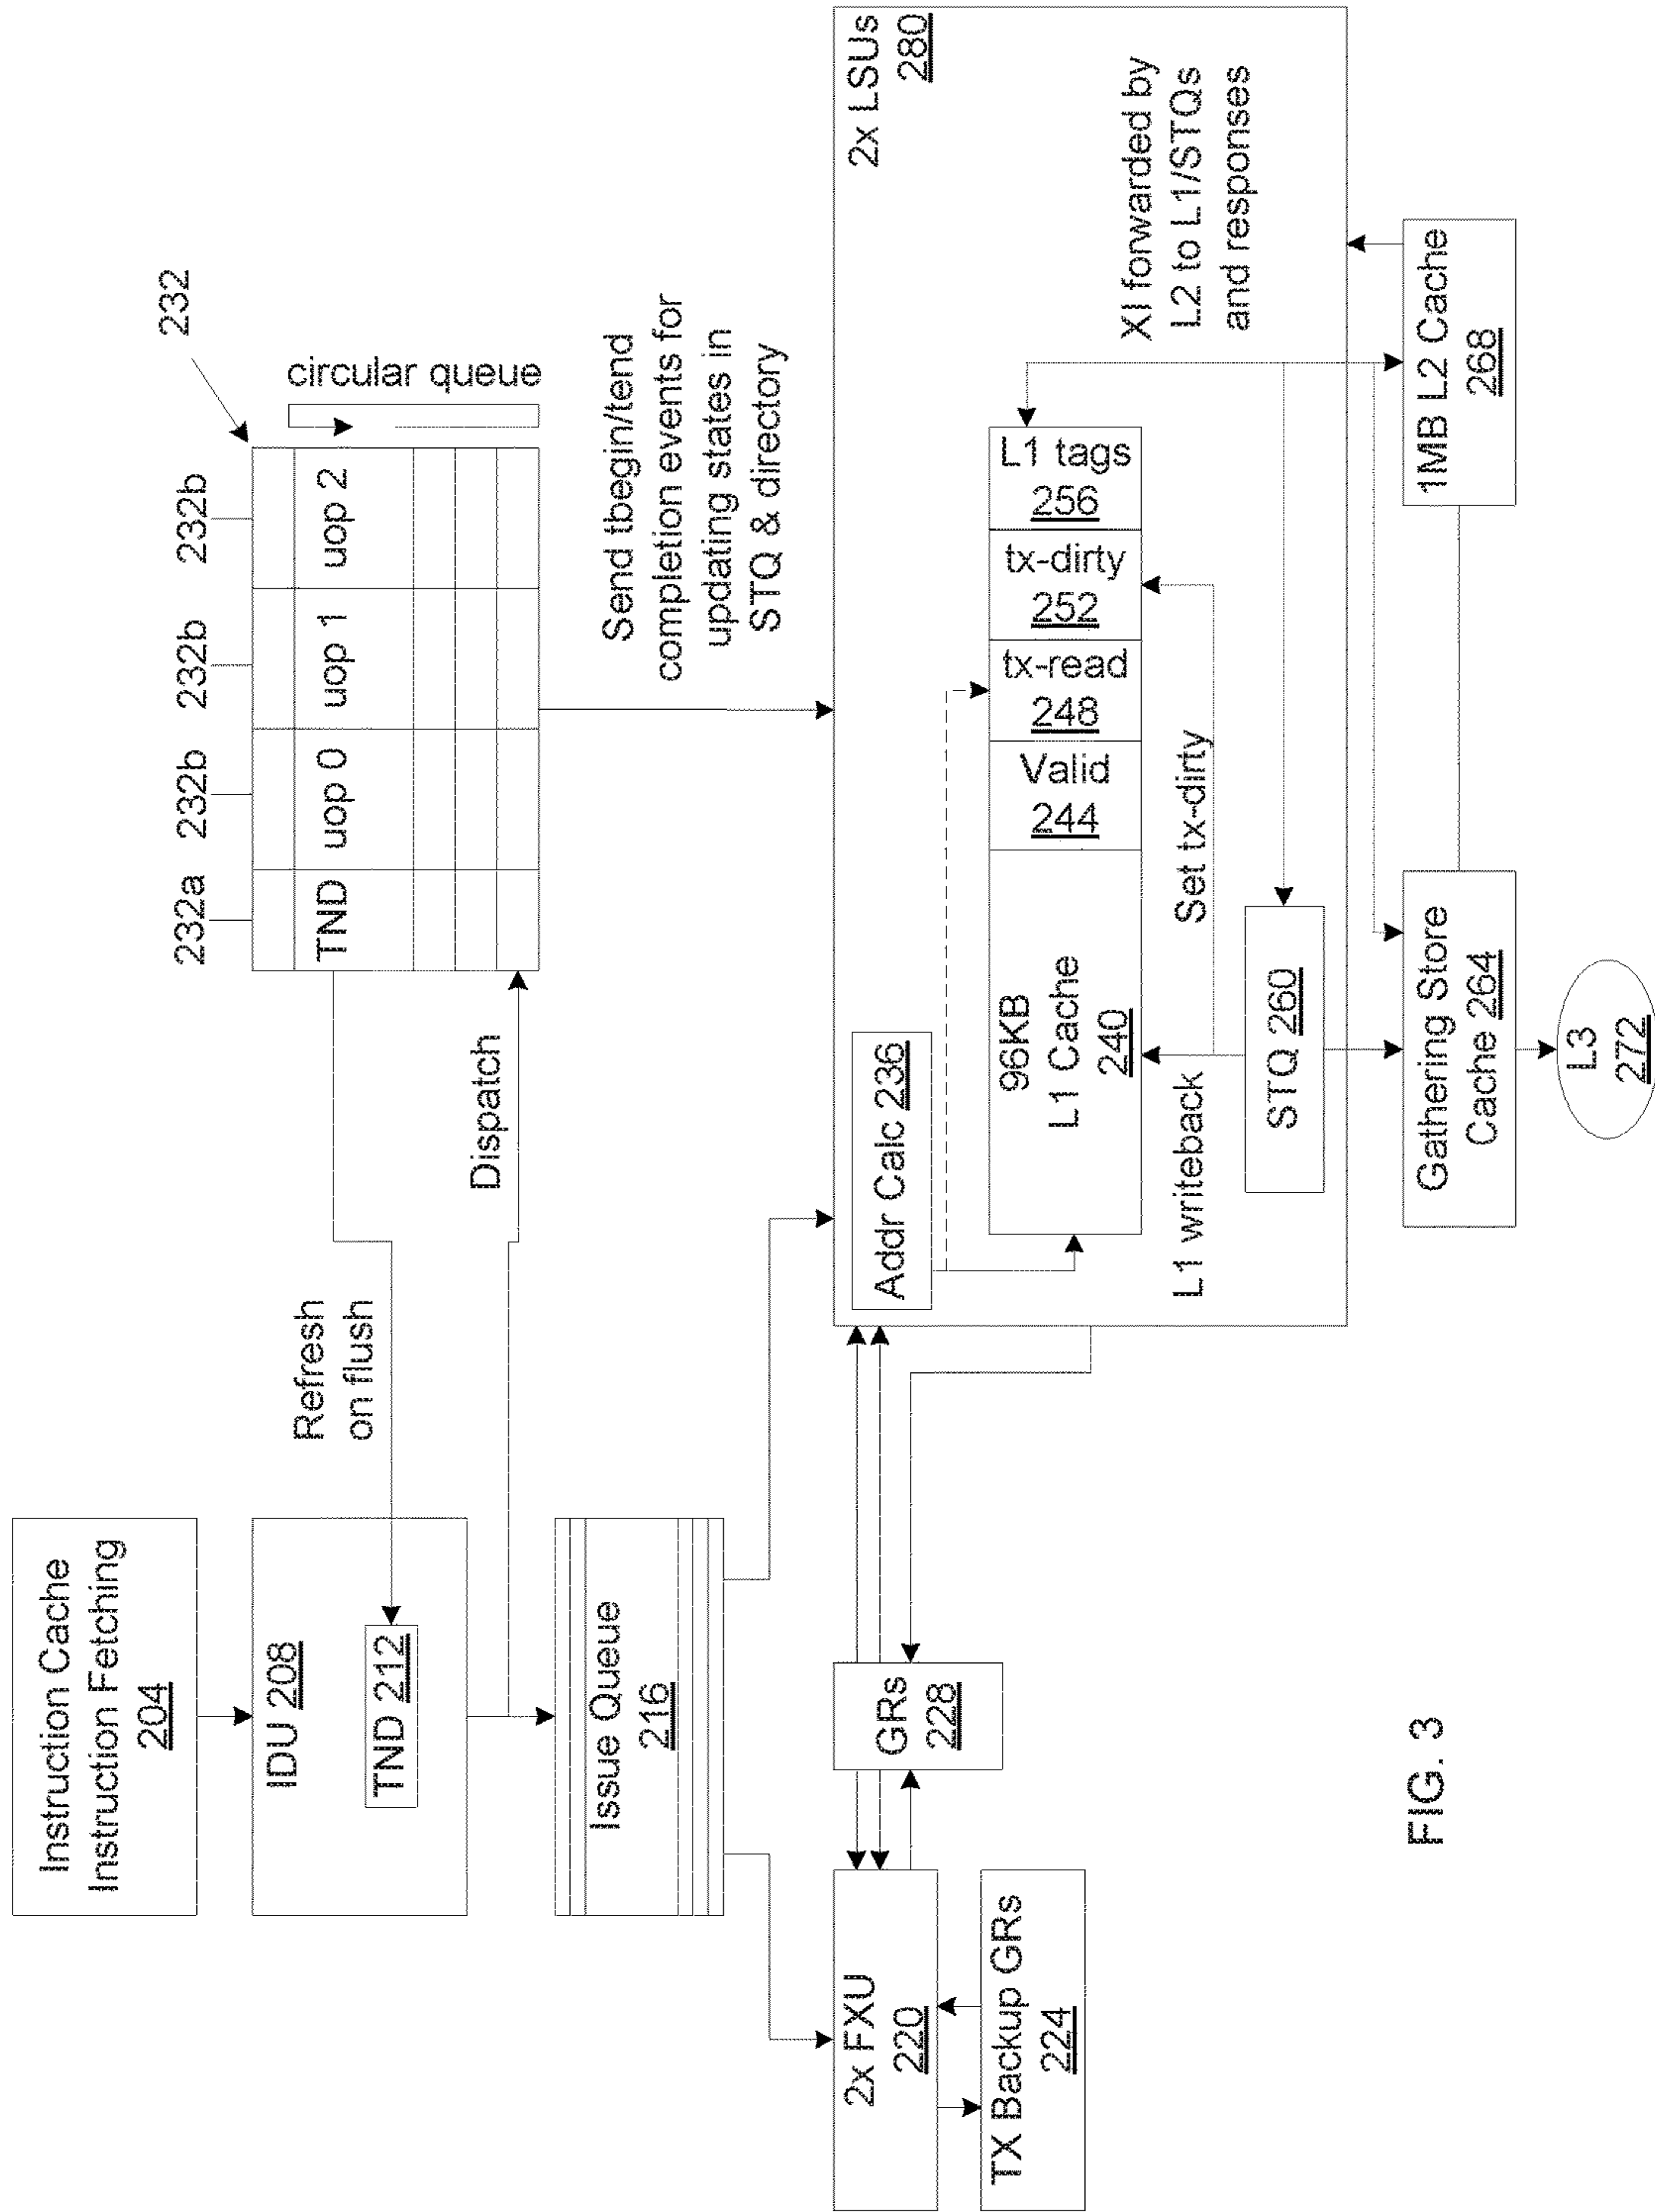 Instruction Cache
Instruction Fetching
204
IDU 208
TND 212
Refresh
on flush
Dispatch
232
232a
232b
232b
232b
TND
uop 0
uop 1
uop 2
circular queue
Issue Queue
216
Send tbegin/tend
completion events for
updating states in
STQ & directory
2x FXU
220
TX Backup GRs
224
GRs
228
2x LSUs
280
Addr Calc 236
96KB
L1 Cache
240
Valid
244
tx-read
248
tx-dirty
252
L1 tags
256
L1 writeback
Set tx-dirty
XI forwarded by
L2 to L1/STQs
and responses
STQ 260
Gathering Store
Cache 264
1MB L2 Cache
268
L3
272
FIG. 3